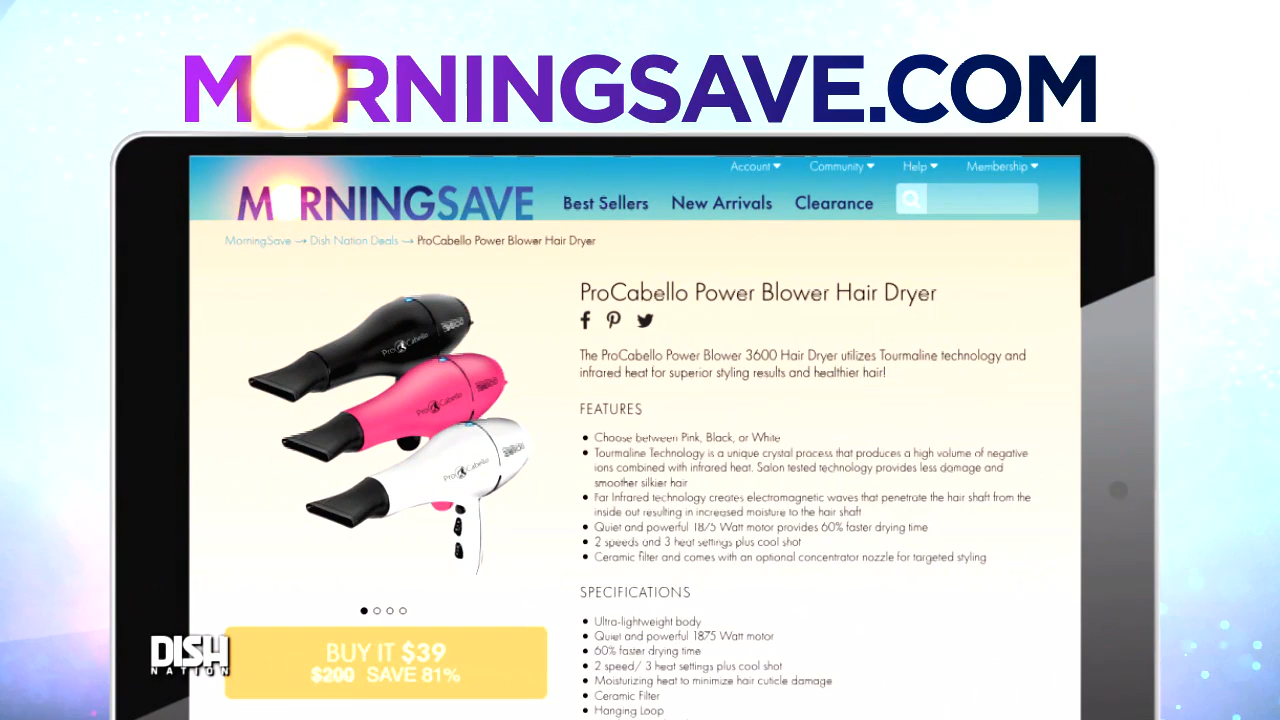 MORNINGSAVE.COM
Account Community Help Membership
MORNINGSAVE Best Sellers New Arrivals Clearance
MorningSave → Dish Nation Deals → ProCabello Power Blower Hair Dryer
ProCabello Power Blower Hair Dryer
The ProCabello Power Blower 3600 Hair Dryer utilizes Tourmaline technology and
infrared heat for superior styling results and healthier hair!
FEATURES
• Choose between Pink, Black, or White
• Tourmaline Technology is a unique crystal process that produces a high volume of negative
ions combined with infrared heat. Salon tested technology provides less damage and
smoother silkier hair
• Far Infrared technology creates electromagnetic waves that penetrate the hair shaft from the
inside out resulting in increased moisture to the hair shaft
• Quiet and powerful 1875 Watt motor provides 60% faster drying time
• 2 speeds and 3 heat settings plus cool shot
• Ceramic filter and comes with an optional concentrator nozzle for targeted styling
SPECIFICATIONS
• Ultra-lightweight body
• Quiet and powerful 1875 Watt motor
• 60% faster drying time
• 2 speed/ 3 heat settings plus cool shot
• Moisturizing heat to minimize hair cuticle damage
• Ceramic Filter
• Hanging Loop
ProCabello
ProCabello
ProCabello
BUY IT $39
$200 SAVE 81%
DISH
NATION